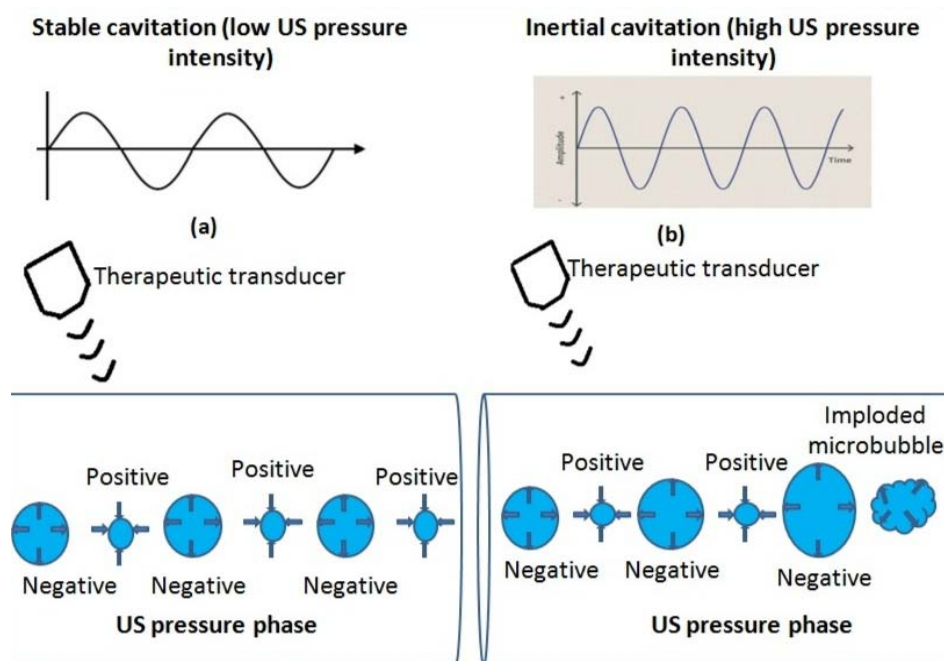 Stable cavitation (low US pressure
intensity)
(a)
Therapeutic transducer
Positive
Positive
Positive
Negative
Negative
Negative
US pressure phase
Inertial cavitation (high US pressure
intensity)
+
Amplitude
-
Time
(b)
Therapeutic transducer
Imploded
microbubble
Positive
Positive
Negative
Negative
Negative
US pressure phase